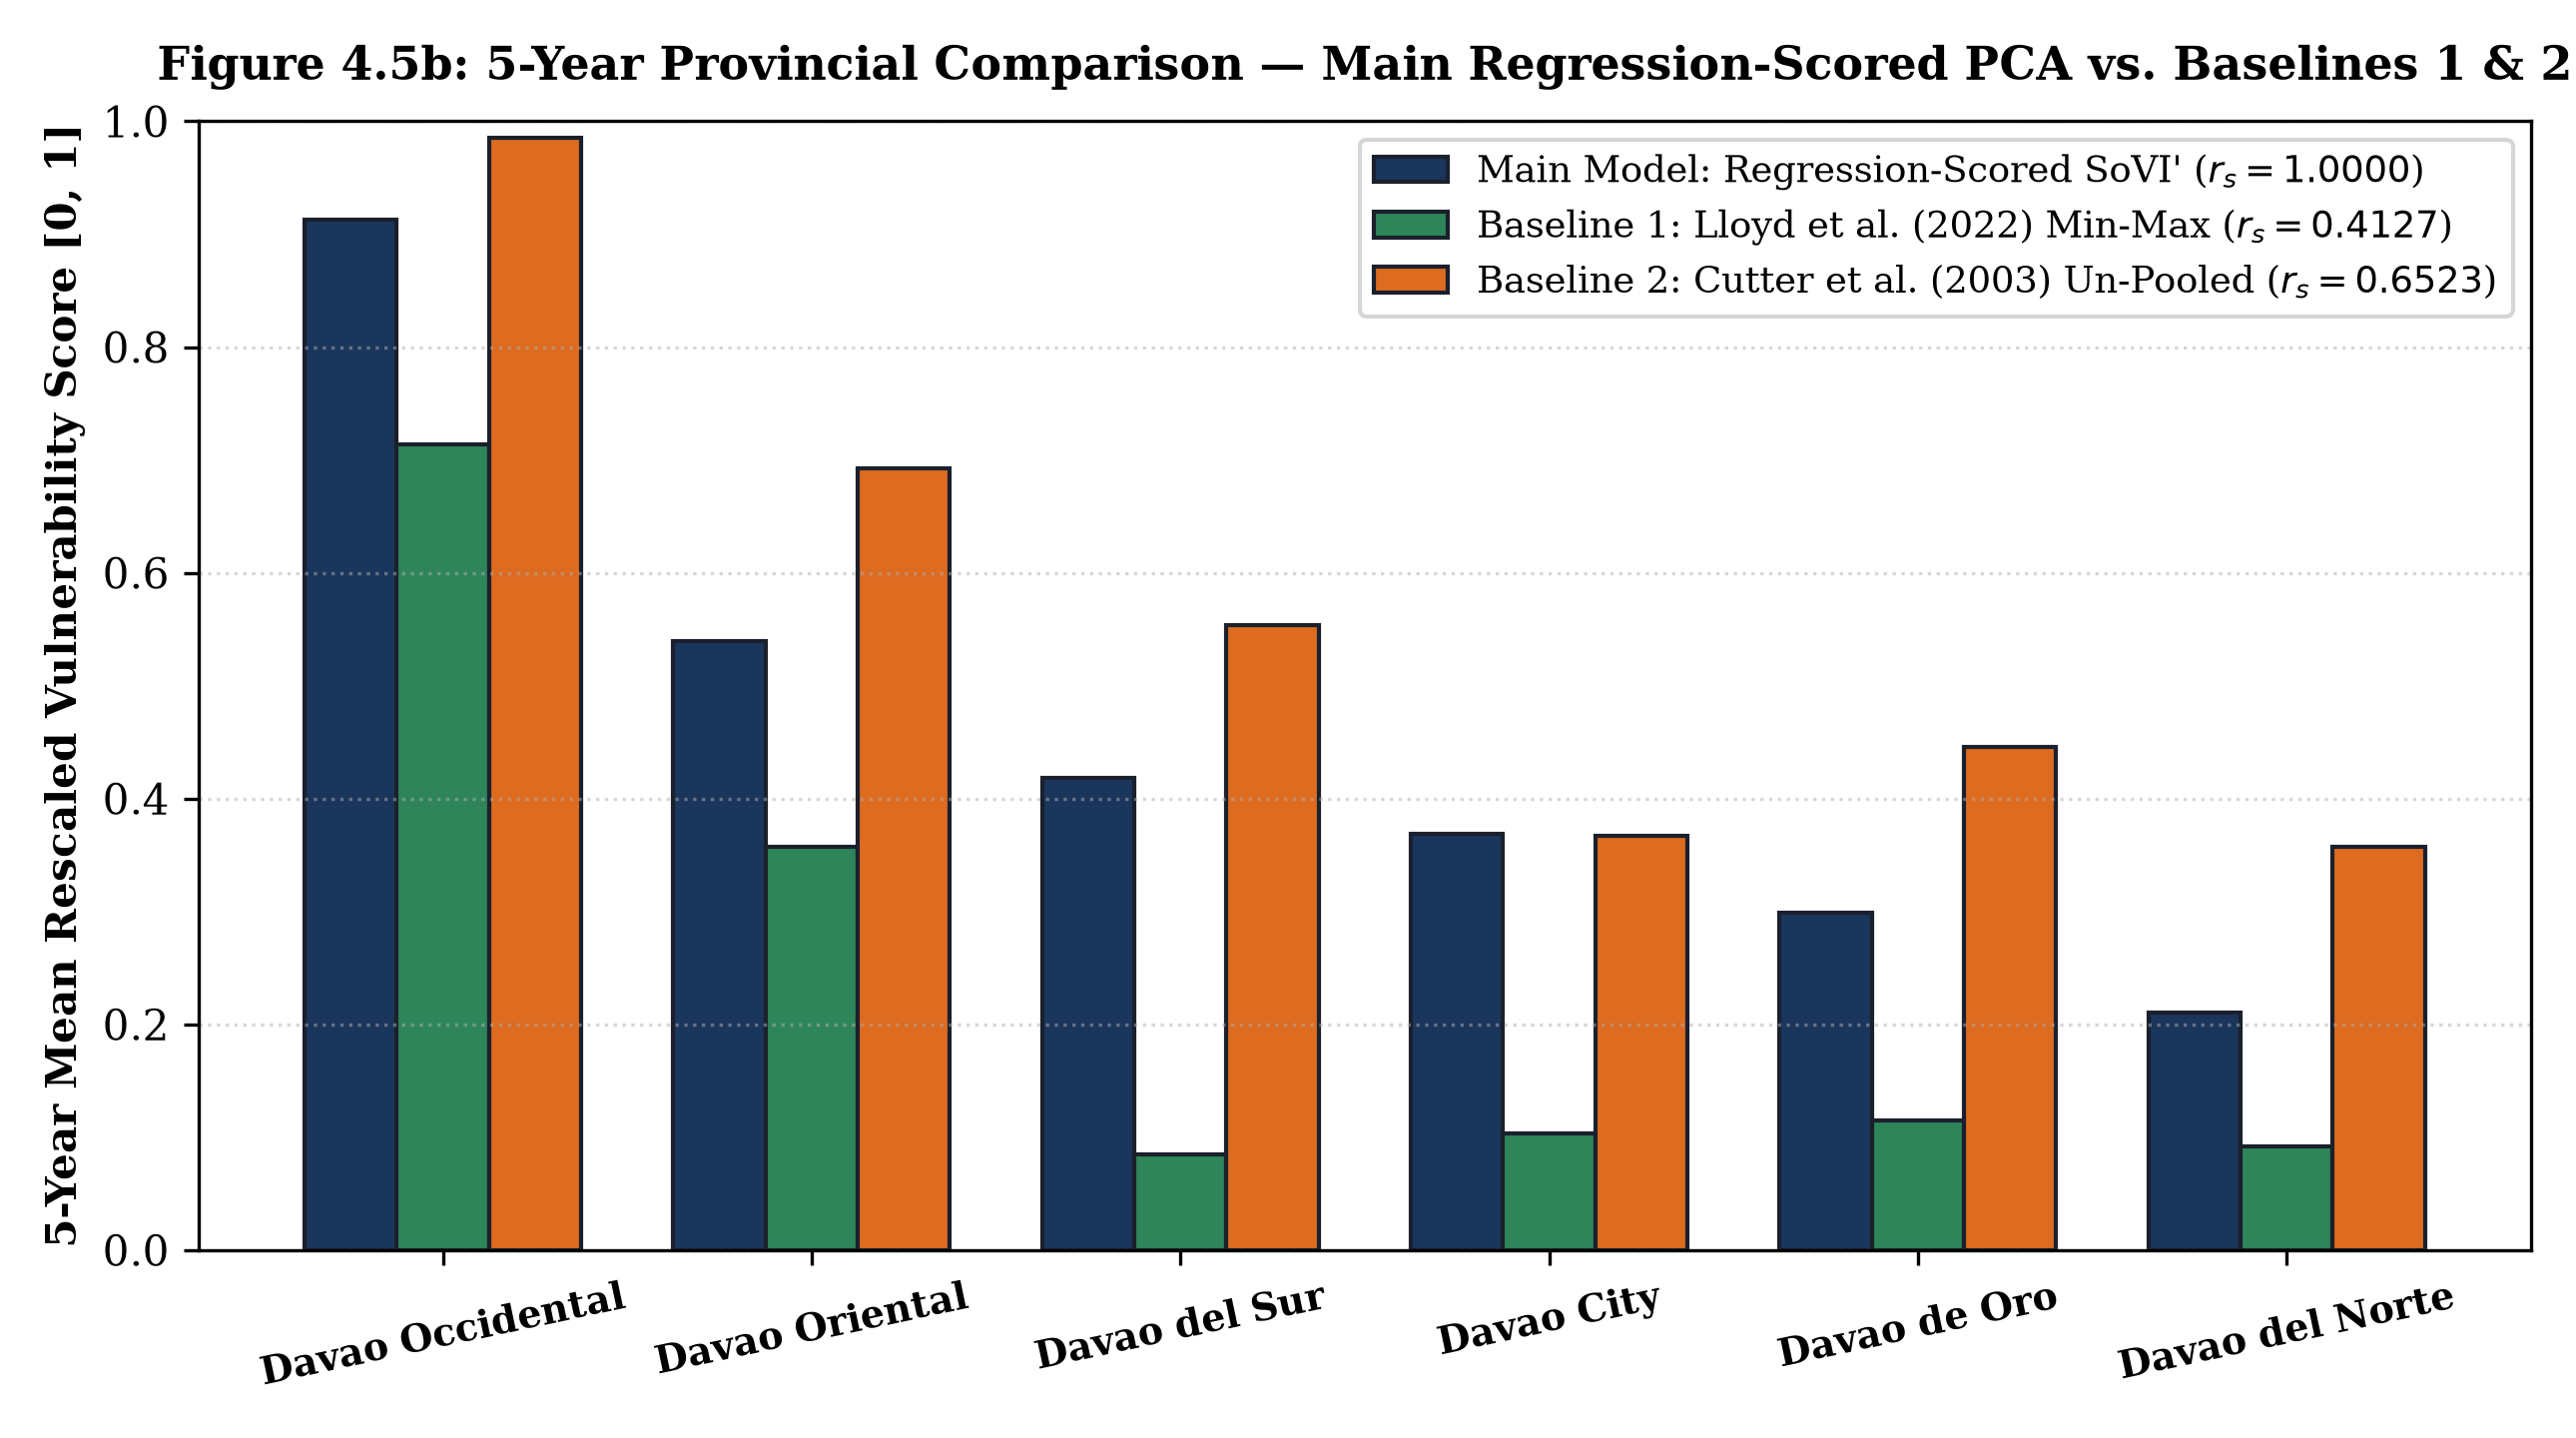 Figure 4.5b: 5-Year Provincial Comparison — Main Regression-Scored PCA vs. Baselines 1 & 2
5-Year Mean Rescaled Vulnerability Score [0, 1]
1.0
0.8
0.6
0.4
0.2
0.0
Main Model: Regression-Scored SoVI' (rₛ = 1.0000)
Baseline 1: Lloyd et al. (2022) Min-Max (rₛ = 0.4127)
Baseline 2: Cutter et al. (2003) Un-Pooled (rₛ = 0.6523)
Davao Occidental
Davao Oriental
Davao del Sur
Davao City
Davao de Oro
Davao del Norte